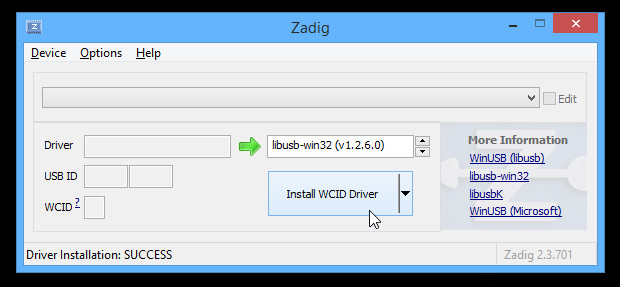 Zadig
Device Options Help
Edit
Driver
libusb-win32 (v1.2.6.0)
USB ID
WCID ?
Install WCID Driver
More Information
WinUSB (libusb)
libusb-win32
libusbK
WinUSB (Microsoft)
Driver Installation: SUCCESS
Zadig 2.3.701